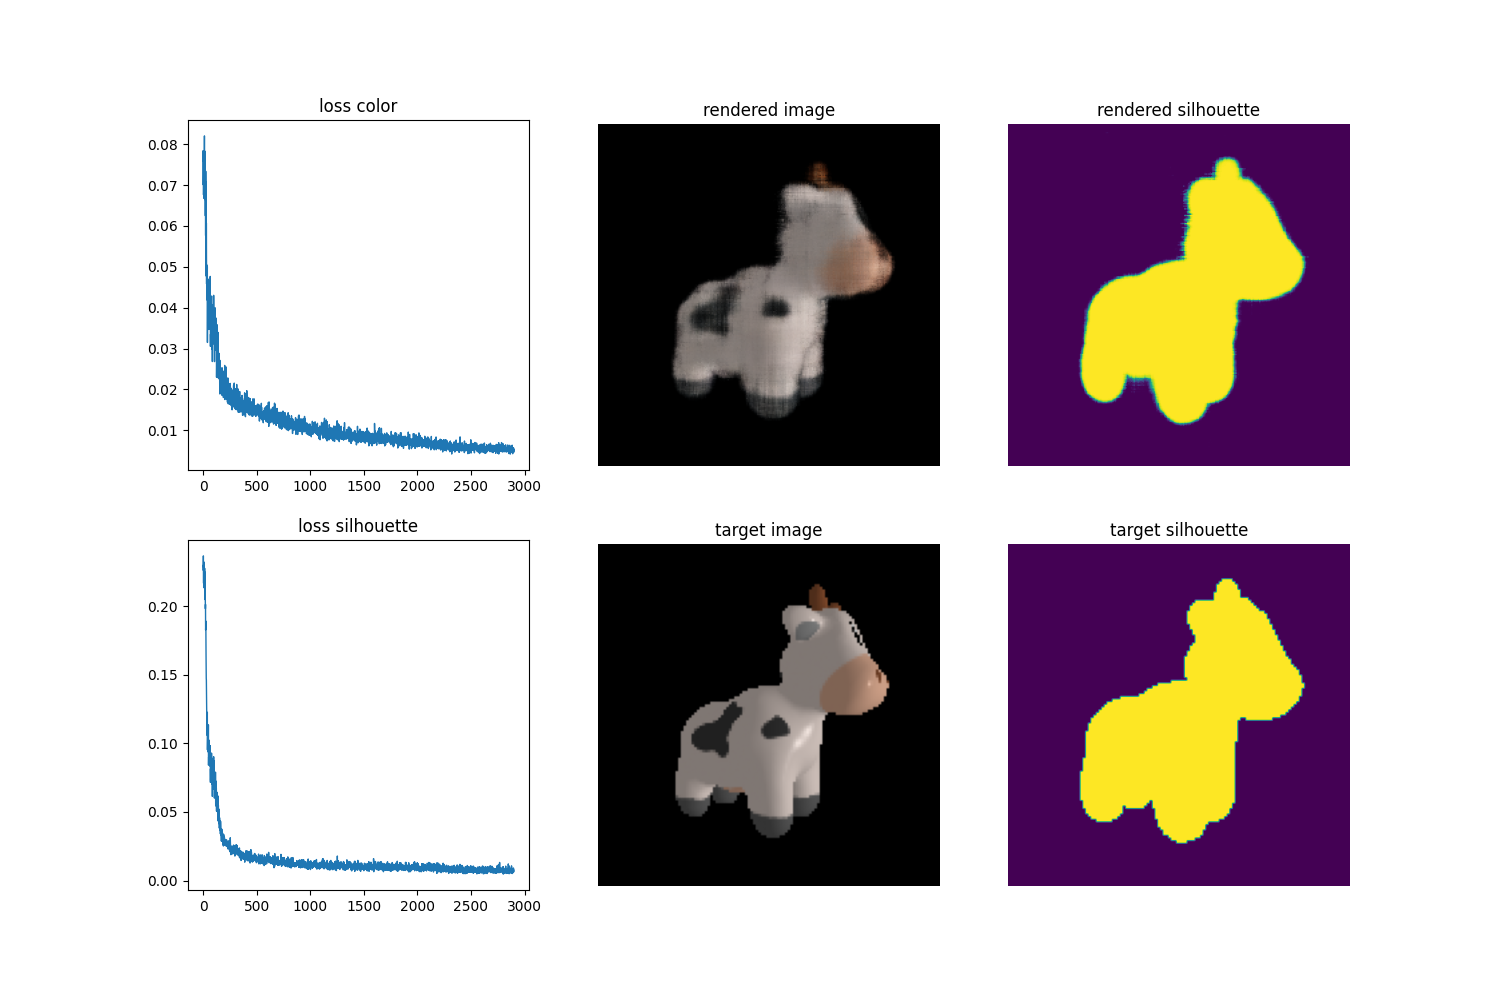 loss color
0.08
0.07
0.06
0.05
0.04
0.03
0.02
0.01
0 500 1000 1500 2000 2500 3000
rendered image
rendered silhouette
loss silhouette
0.20
0.15
0.10
0.05
0.00
0 500 1000 1500 2000 2500 3000
target image
target silhouette